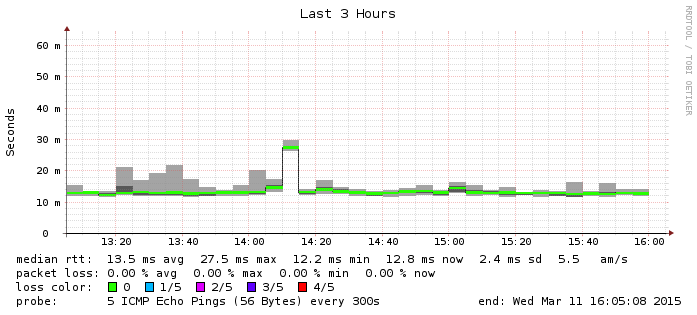 Last 3 Hours
RRDTOOL / TOBI OETIKER
Seconds
60 m
50 m
40 m
30 m
20 m
10 m
0
13:20 13:40 14:00 14:20 14:40 15:00 15:20 15:40 16:00
median rtt: 13.5 ms avg 27.5 ms max 12.2 ms min 12.8 ms now 2.4 ms sd 5.5 am/s
packet loss: 0.00 % avg 0.00 % max 0.00 % min 0.00 % now
loss color: 0 1/5 2/5 3/5 4/5
probe: 5 ICMP Echo Pings (56 Bytes) every 300s end: Wed Mar 11 16:05:08 2015